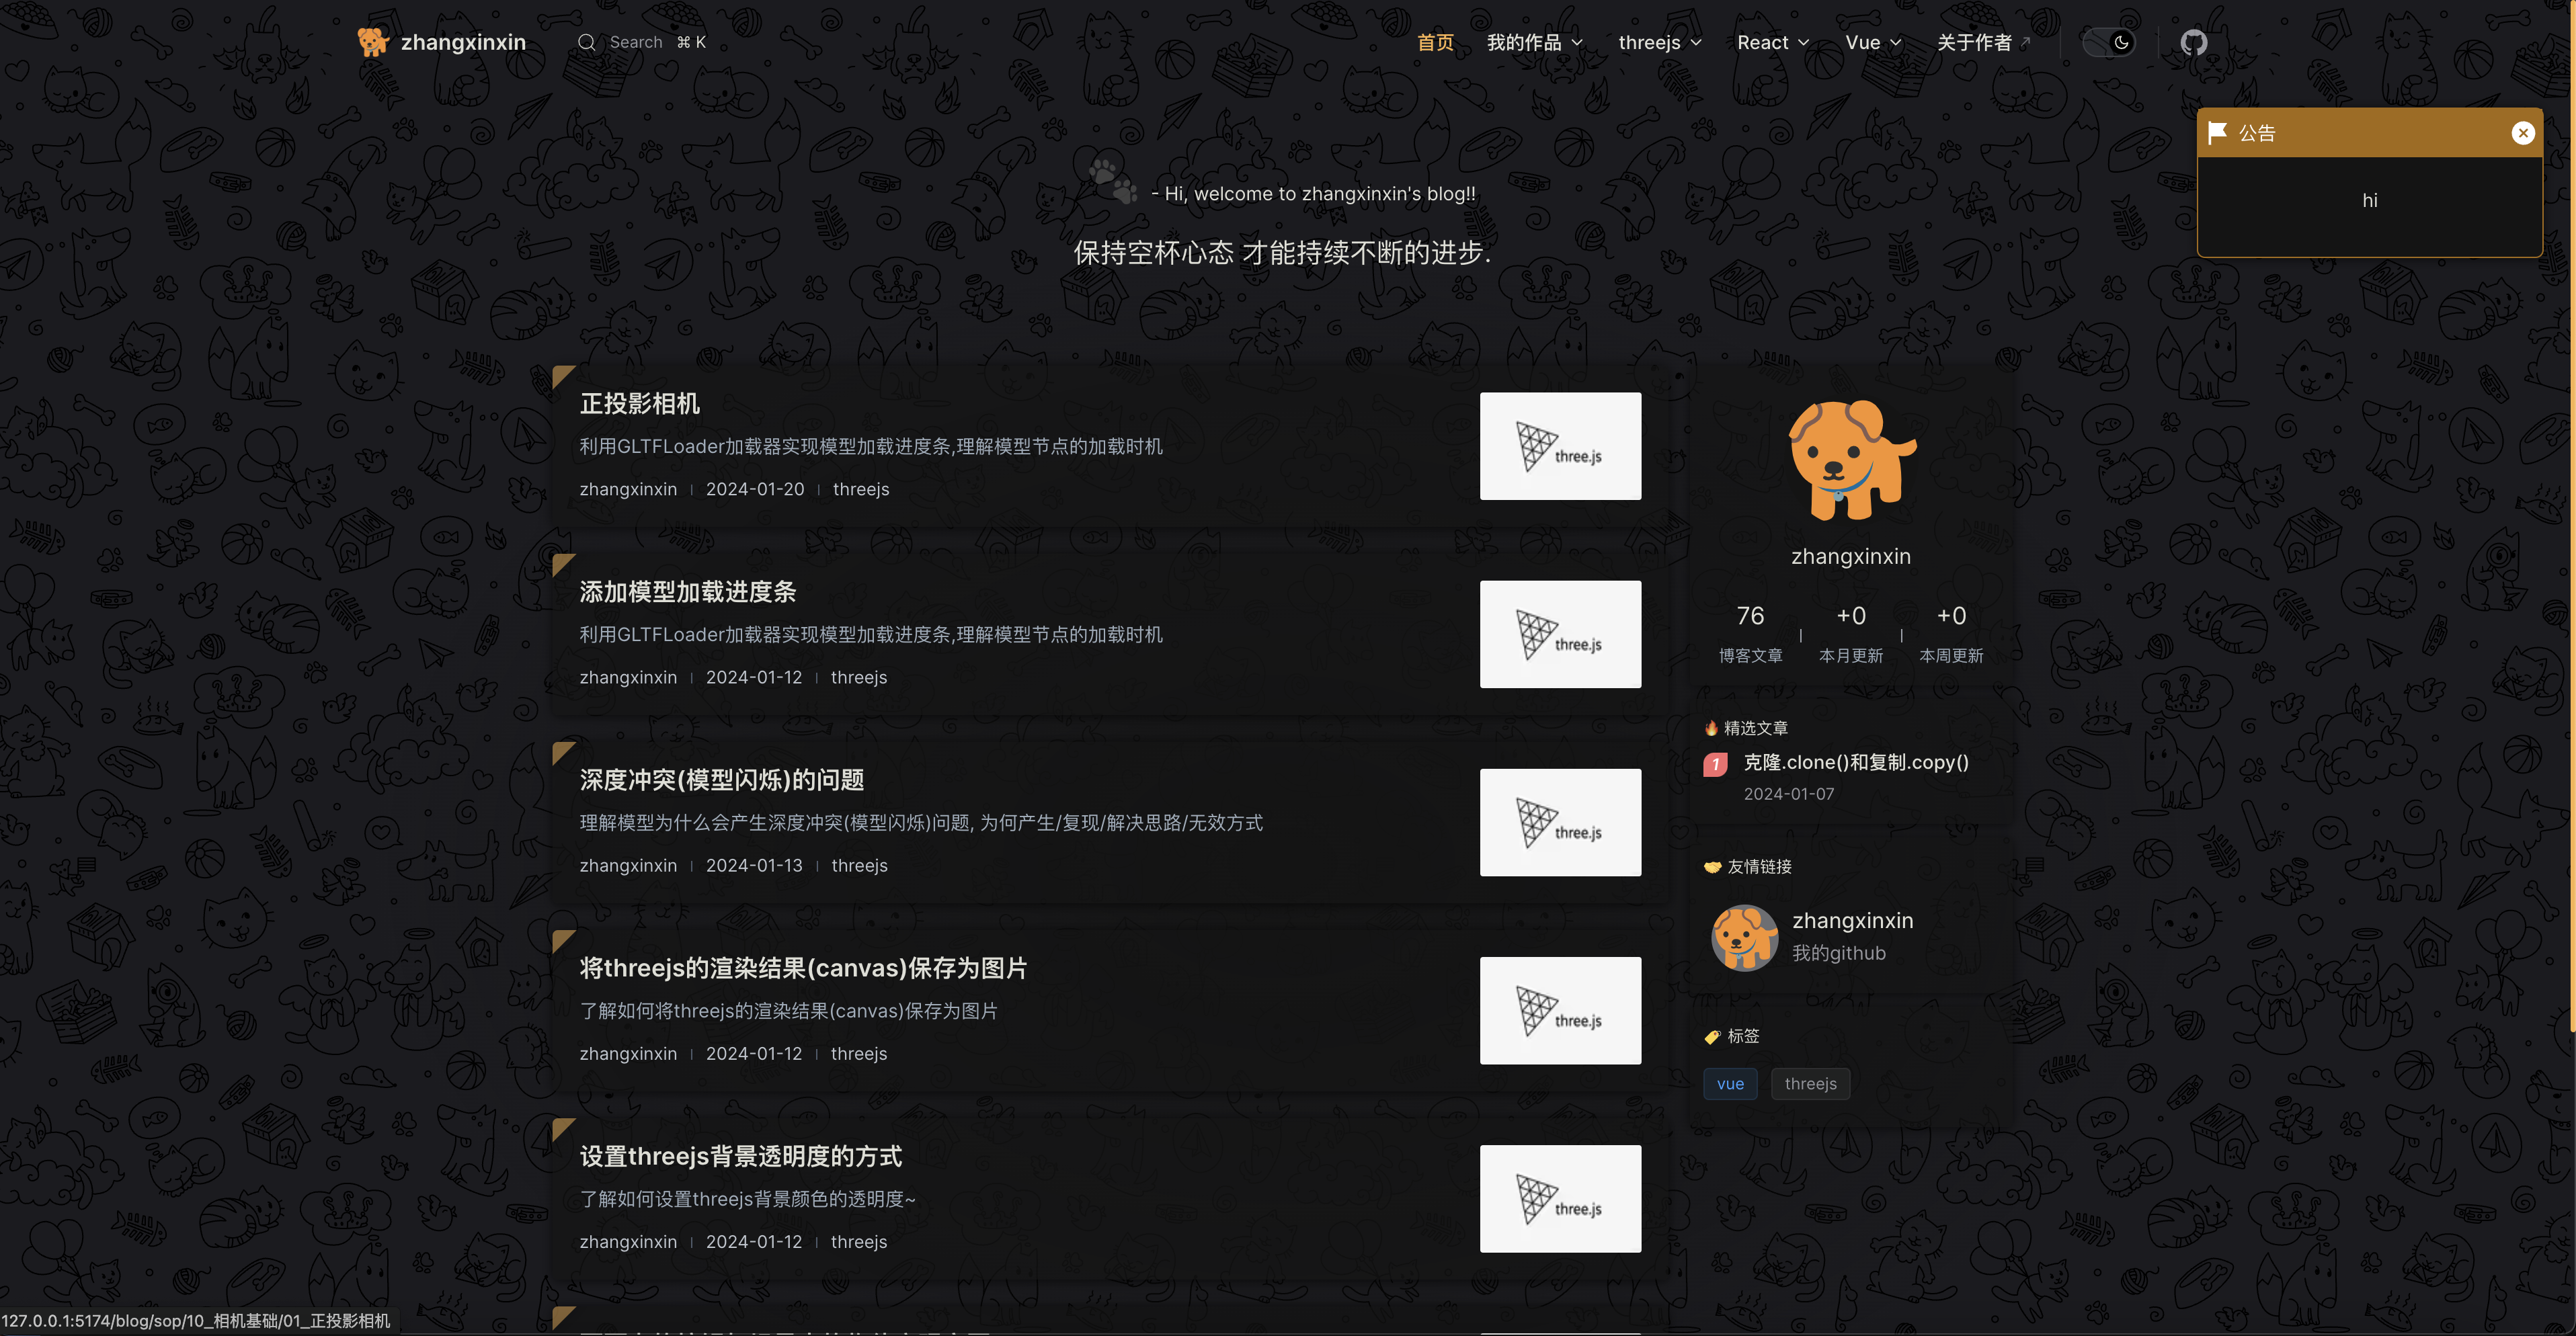 zhangxinxin
Search ⌘ K
首页 我的作品 threejs React Vue 关于作者
公告
hi
- Hi, welcome to zhangxinxin's blog!!
保持空杯心态 才能持续不断的进步.
正投影相机
利用GLTFLoader加载器实现模型加载进度条,理解模型节点的加载时机
zhangxinxin 2024-01-20 threejs
three.js
添加模型加载进度条
利用GLTFLoader加载器实现模型加载进度条,理解模型节点的加载时机
zhangxinxin 2024-01-12 threejs
three.js
深度冲突(模型闪烁)的问题
理解模型为什么会产生深度冲突(模型闪烁)问题, 为何产生/复现/解决思路/无效方式
zhangxinxin 2024-01-13 threejs
three.js
将threejs的渲染结果(canvas)保存为图片
了解如何将threejs的渲染结果(canvas)保存为图片
zhangxinxin 2024-01-12 threejs
three.js
设置threejs背景透明度的方式
了解如何设置threejs背景颜色的透明度~
zhangxinxin 2024-01-12 threejs
three.js
zhangxinxin
76 +0 +0
博客文章 本月更新 本周更新
🔥 精选文章
1 克隆.clone()和复制.copy()
2024-01-07
🤝 友情链接
zhangxinxin
我的github
🏷️ 标签
vue threejs
127.0.0.1:5174/blog/sop/10_相机基础/01_正投影相机